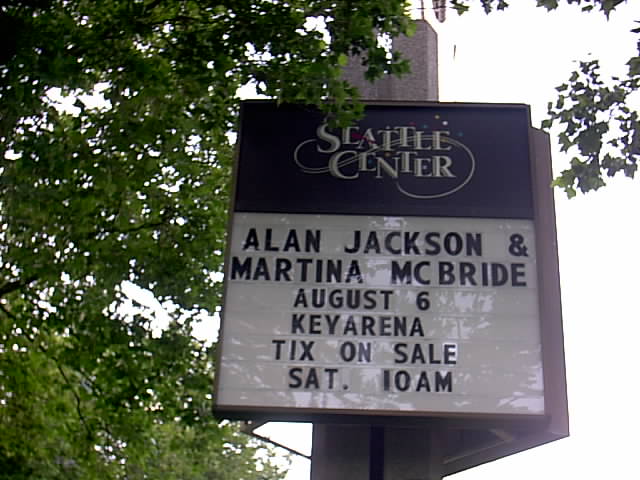 SEATTLE
CENTER
ALAN JACKSON &
MARTINA MCBRIDE
AUGUST 6
KEYARENA
TIX ON SALE
SAT. 10AM